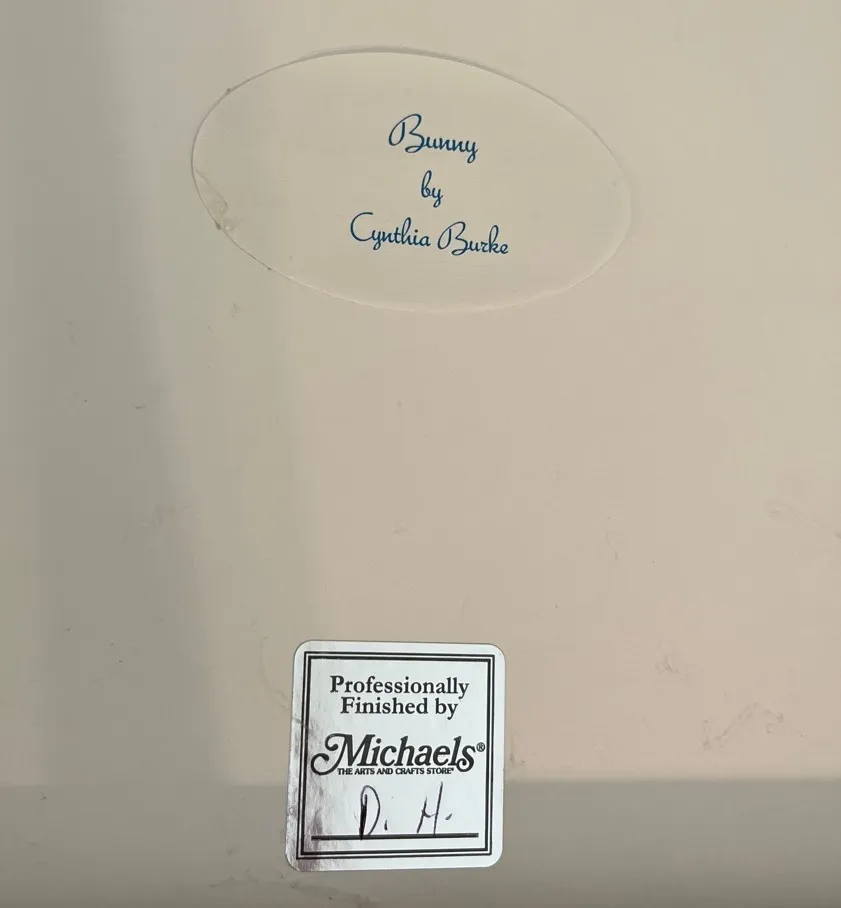 Bunny
by
Cynthia Burke
Professionally
Finished by
Michaels®
THE ARTS AND CRAFTS STORE®
D. H.